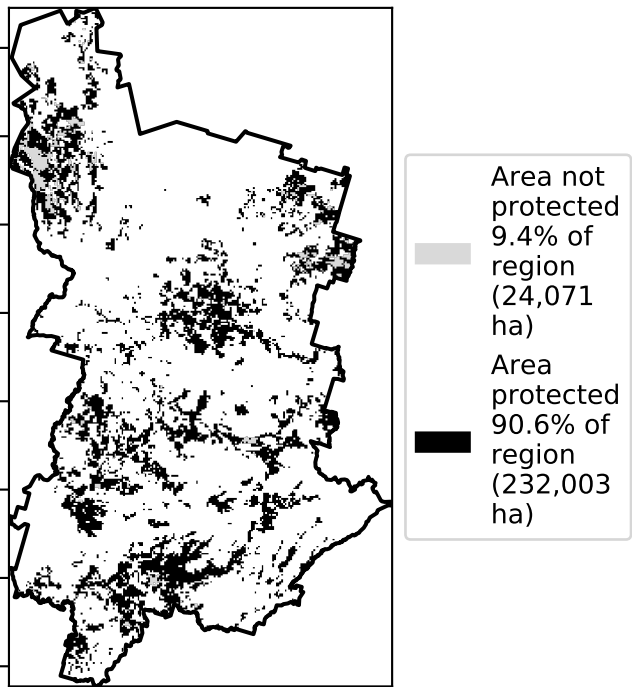 Area not
protected
9.4% of
region
(24,071
ha)
Area
protected
90.6% of
region
(232,003
ha)